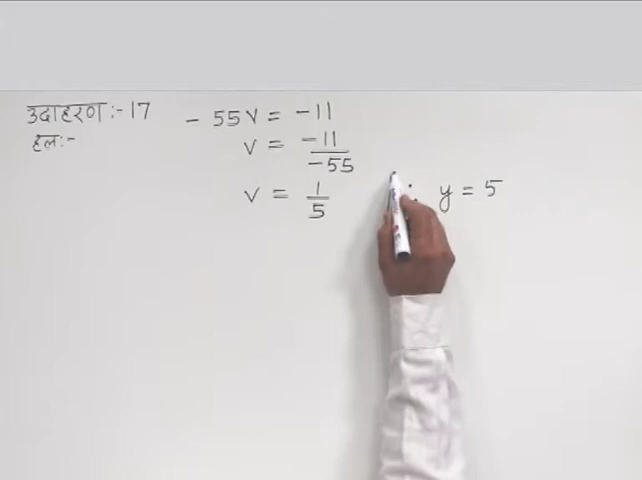 उदाहरण :- 17
हल :-
- 55v = -11
v = -11/-55
v = 1/5
∴ y = 5